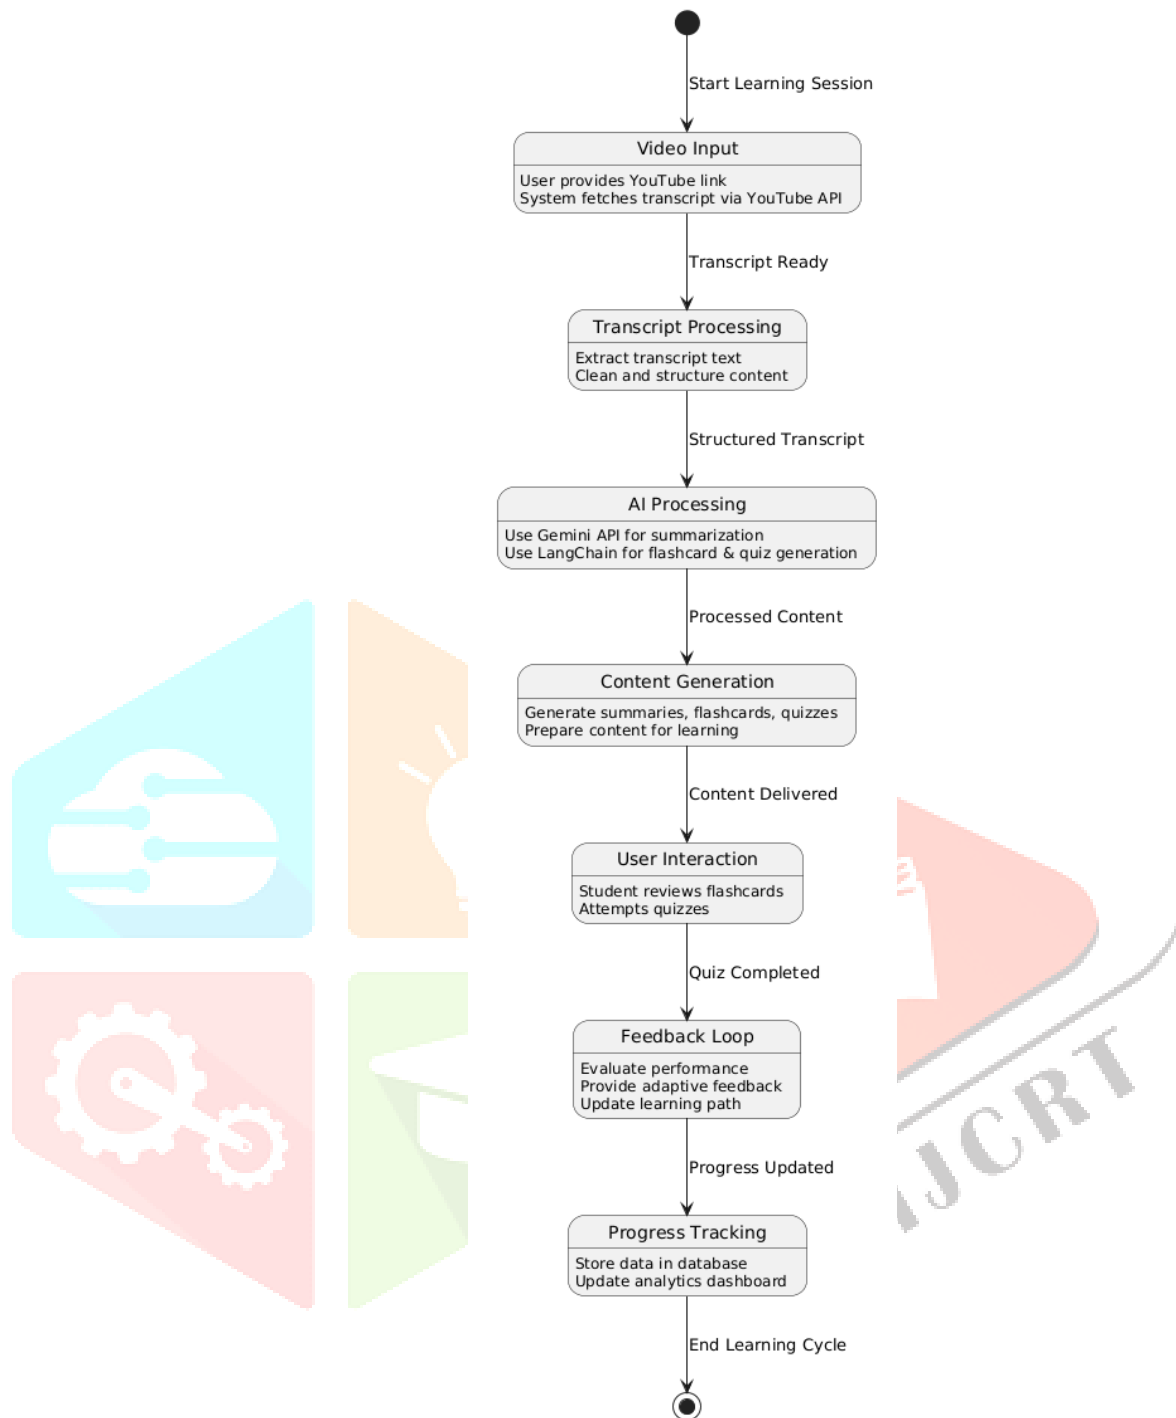 Start Learning Session
Video Input
User provides YouTube link
System fetches transcript via YouTube API
Transcript Ready
Transcript Processing
Extract transcript text
Clean and structure content
Structured Transcript
AI Processing
Use Gemini API for summarization
Use LangChain for flashcard & quiz generation
Processed Content
Content Generation
Generate summaries, flashcards, quizzes
Prepare content for learning
Content Delivered
User Interaction
Student reviews flashcards
Attempts quizzes
Quiz Completed
Feedback Loop
Evaluate performance
Provide adaptive feedback
Update learning path
Progress Updated
Progress Tracking
Store data in database
Update analytics dashboard
End Learning Cycle
IJCRT